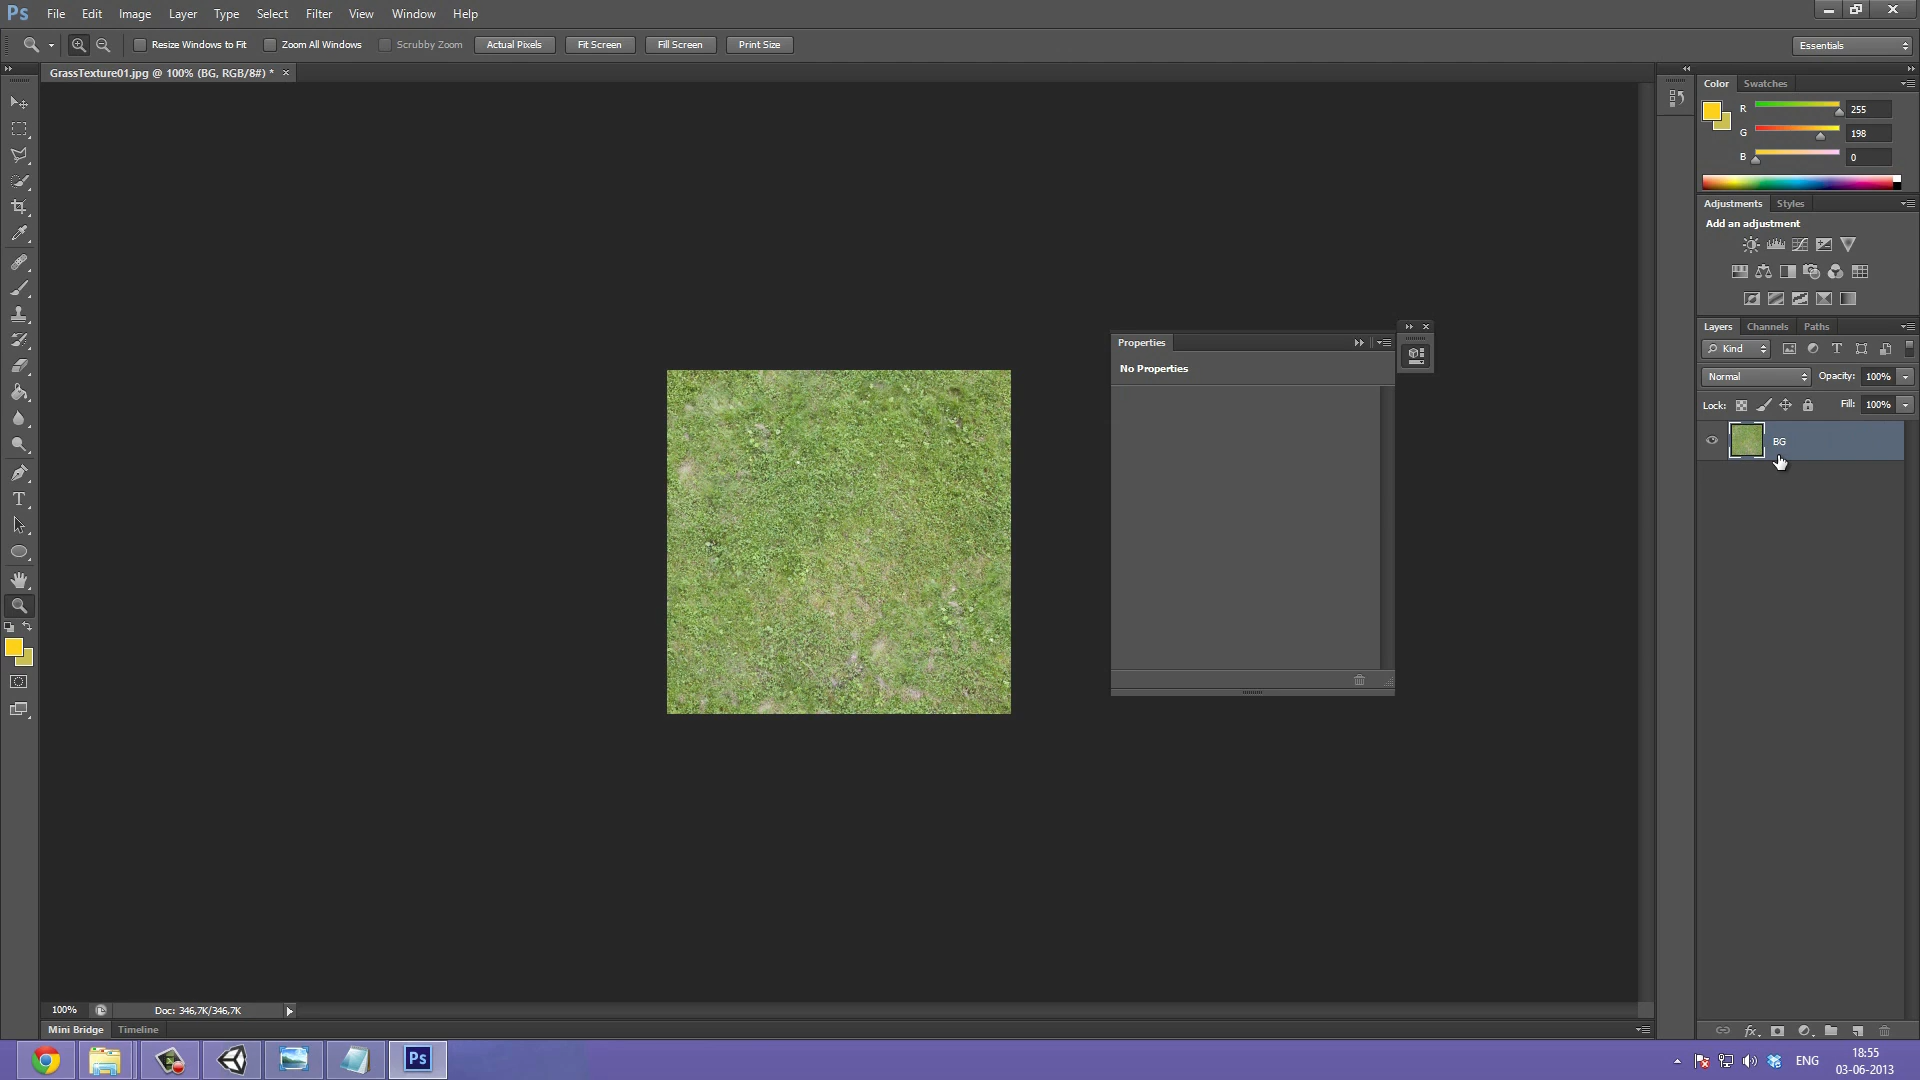 Ps File Edit Image Layer Type Select Filter View Window Help
Resize Windows to Fit Zoom All Windows Scrubby Zoom Actual Pixels Fit Screen Fill Screen Print Size Essentials
GrassTexture01.jpg @ 100% (BG, RGB/8#) * ×
Color Swatches
R 255
G 198
B 0
Adjustments Styles
Add an adjustment
Layers Channels Paths
Kind
Normal Opacity: 100%
Lock: Fill: 100%
BG
Properties
No Properties
T
100% Doc: 346,7K/346,7K
Mini Bridge Timeline
Ps ENG 18:55
03-06-2013